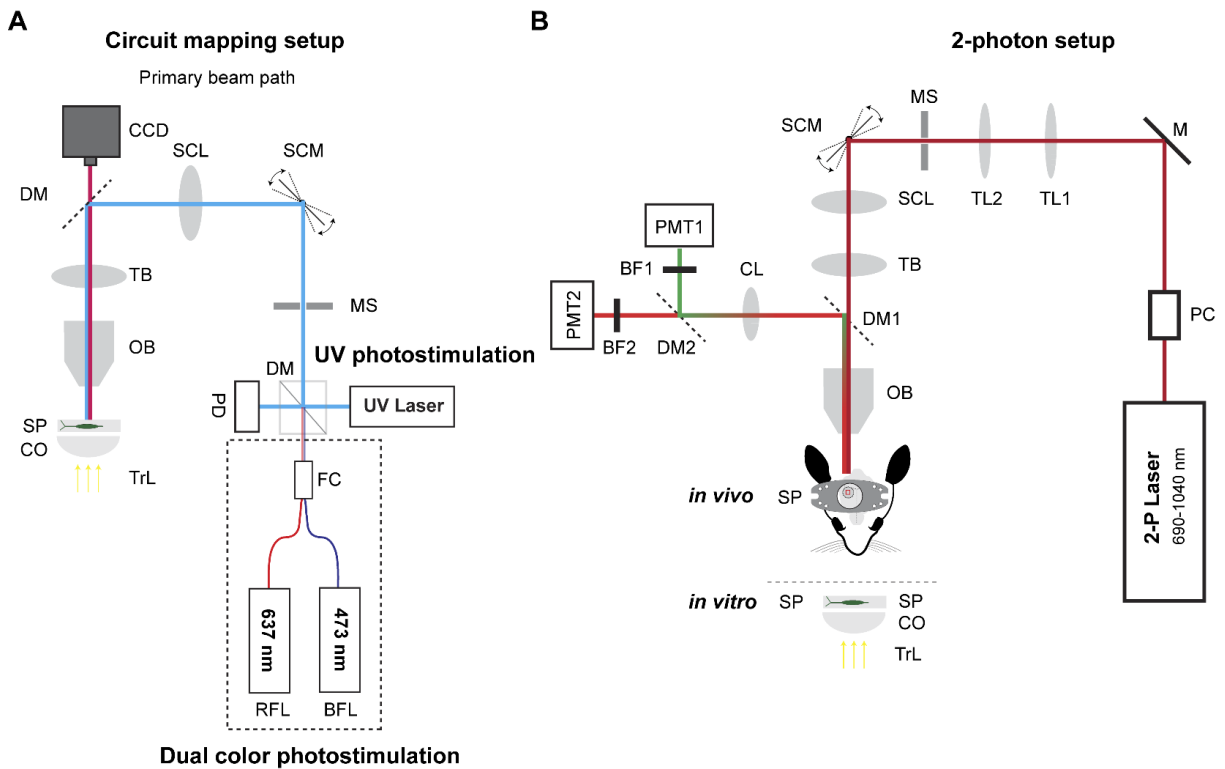 A
Circuit mapping setup
Primary beam path
CCD
SCL
SCM
DM
TB
MS
OB
UV photostimulation
DM
PD
UV Laser
SP
CO
TrL
FC
637 nm
473 nm
RFL
BFL
Dual color photostimulation
B
2-photon setup
MS
SCM
M
SCL
TL2
TL1
PMT1
BF1
CL
TB
PMT2
BF2
DM2
DM1
PC
OB
in vivo
SP
2-P Laser
690-1040 nm
in vitro
SP
SP
CO
TrL